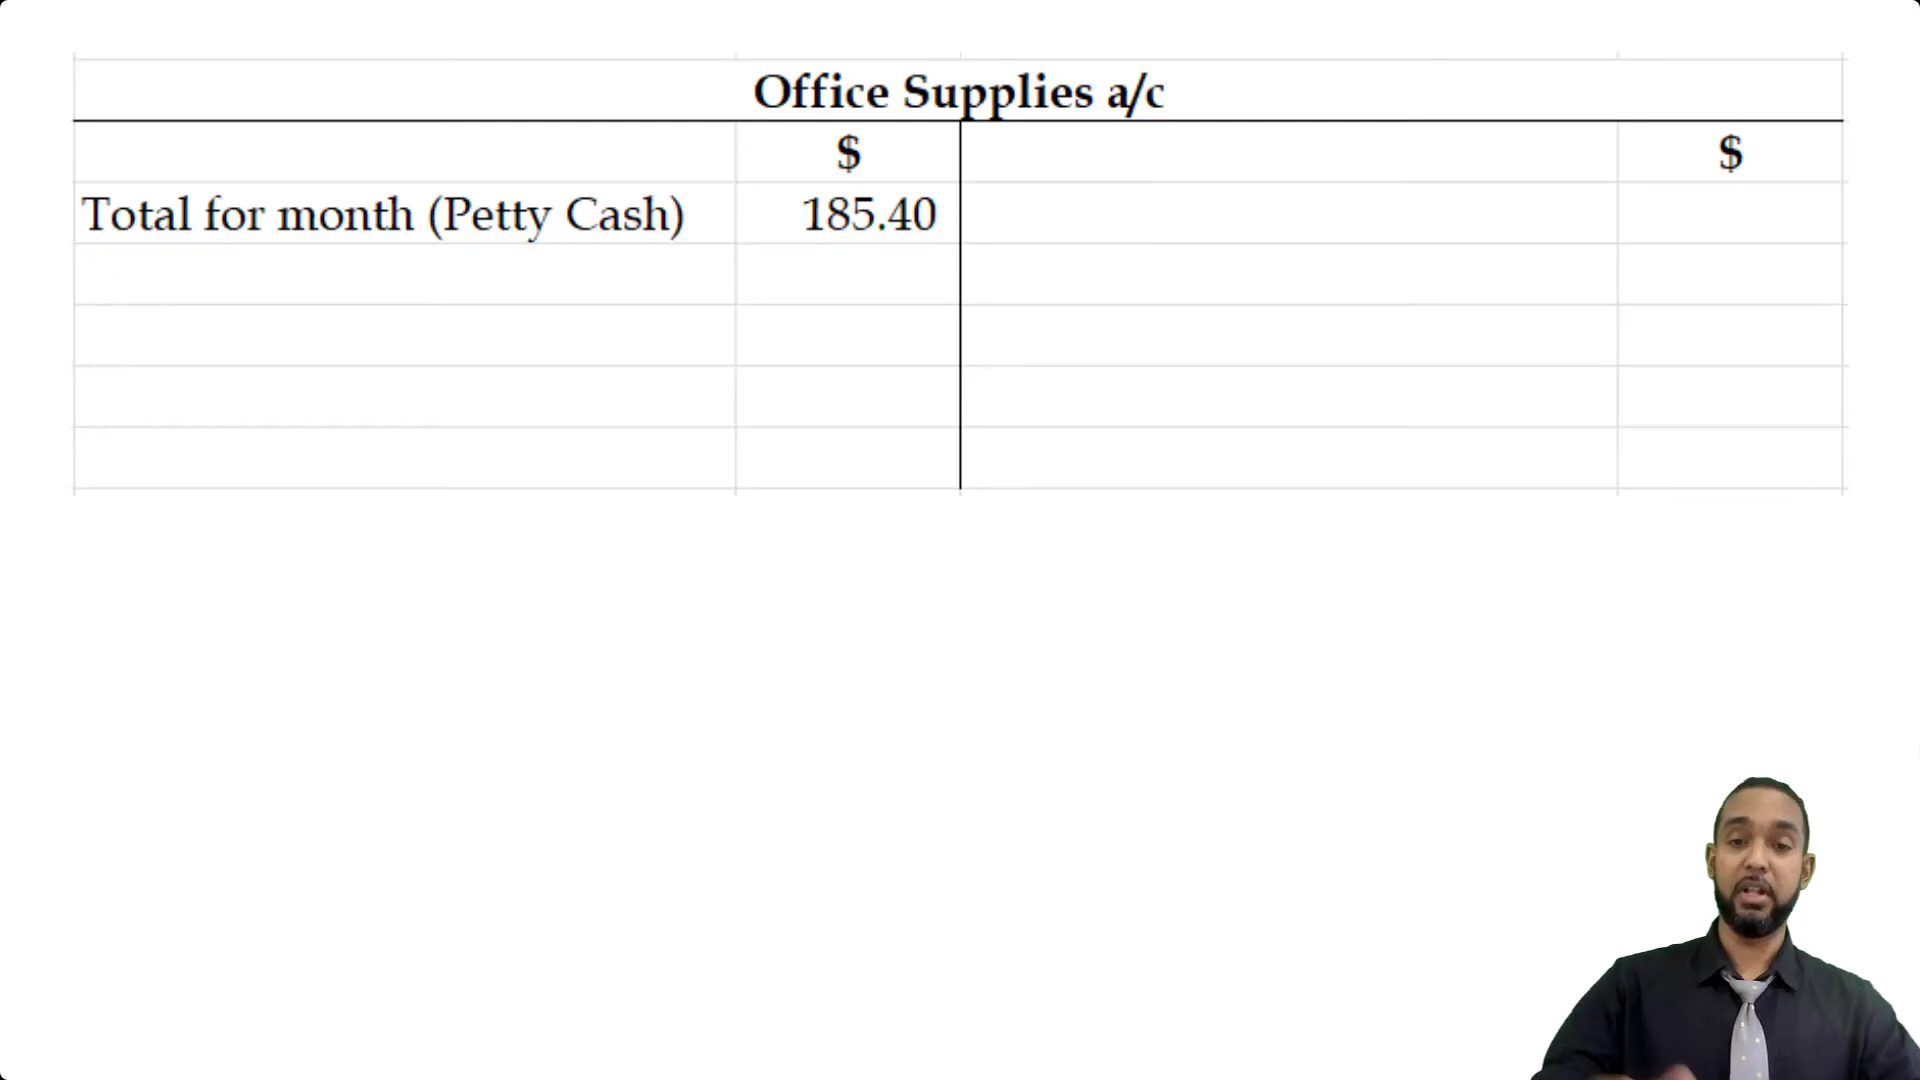 Office Supplies a/c
$ $
Total for month (Petty Cash) 185.40